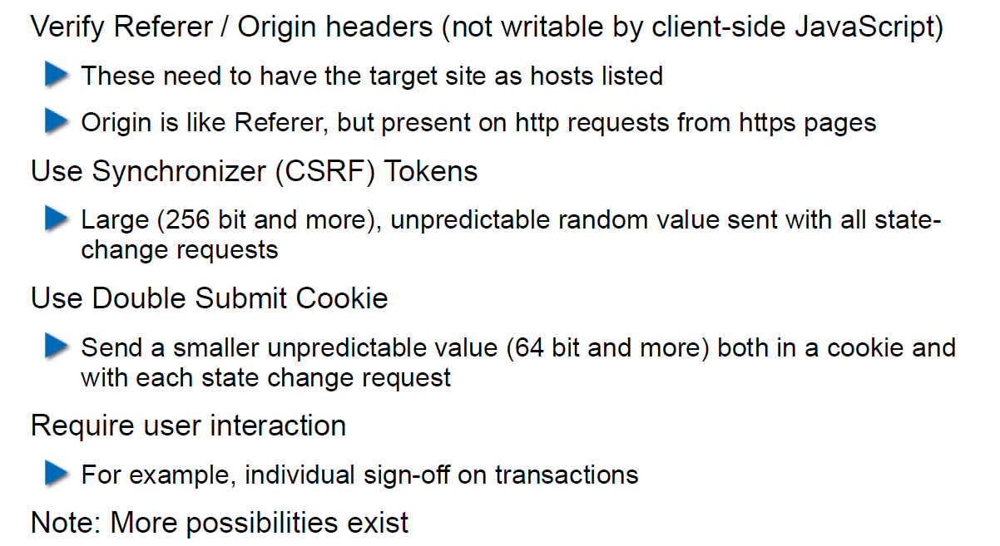 Verify Referer / Origin headers (not writable by client-side JavaScript)
These need to have the target site as hosts listed
Origin is like Referer, but present on http requests from https pages
Use Synchronizer (CSRF) Tokens
Large (256 bit and more), unpredictable random value sent with all state-
change requests
Use Double Submit Cookie
Send a smaller unpredictable value (64 bit and more) both in a cookie and
with each state change request
Require user interaction
For example, individual sign-off on transactions
Note: More possibilities exist